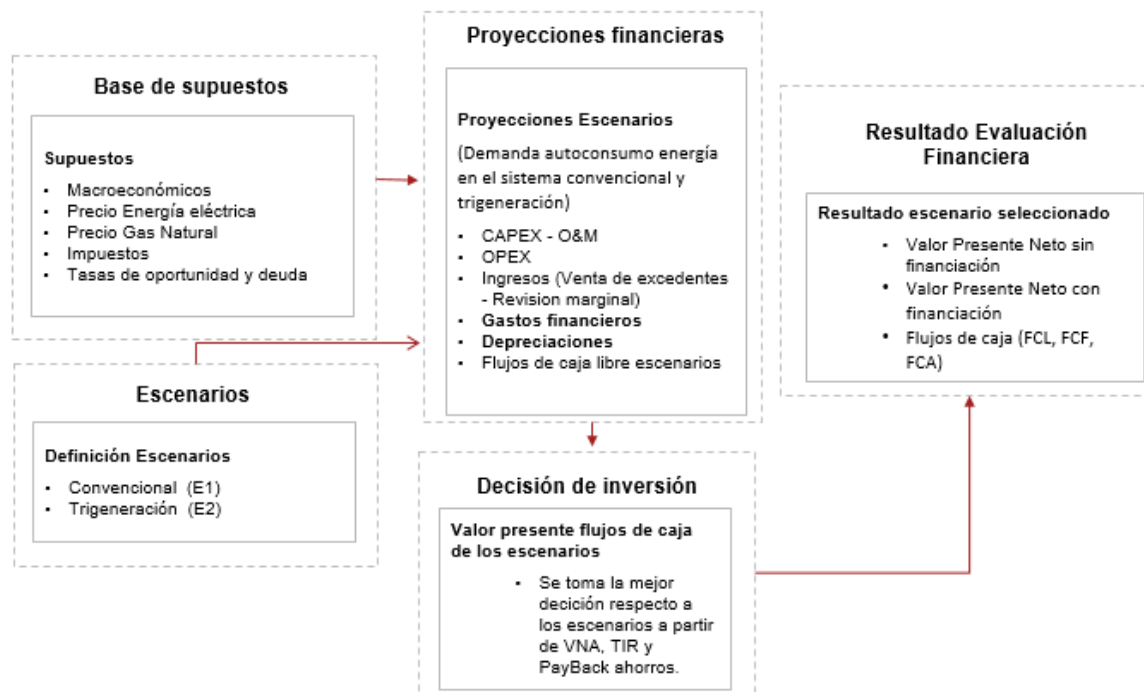 Base de supuestos
Supuestos
▪ Macroeconómicos
▪ Precio Energía eléctrica
▪ Precio Gas Natural
▪ Impuestos
▪ Tasas de oportunidad y deuda
Escenarios
Definición Escenarios
▪ Convencional (E1)
▪ Trigeneración (E2)
Proyecciones financieras
Proyecciones Escenarios
(Demanda autoconsumo energía
en el sistema convencional y
trigeneración)
▪ CAPEX - O&M
▪ OPEX
▪ Ingresos (Venta de excedentes
- Revision marginal)
▪ Gastos financieros
▪ Depreciaciones
▪ Flujos de caja libre escenarios
Decisión de inversión
Valor presente flujos de caja
de los escenarios
▪ Se toma la mejor
decición respecto a
los escenarios a partir
de VNA, TIR y
PayBack ahorros.
Resultado Evaluación
Financiera
Resultado escenario seleccionado
▪ Valor Presente Neto sin
financiación
• Valor Presente Neto con
financiación
• Flujos de caja (FCL, FCF,
FCA)